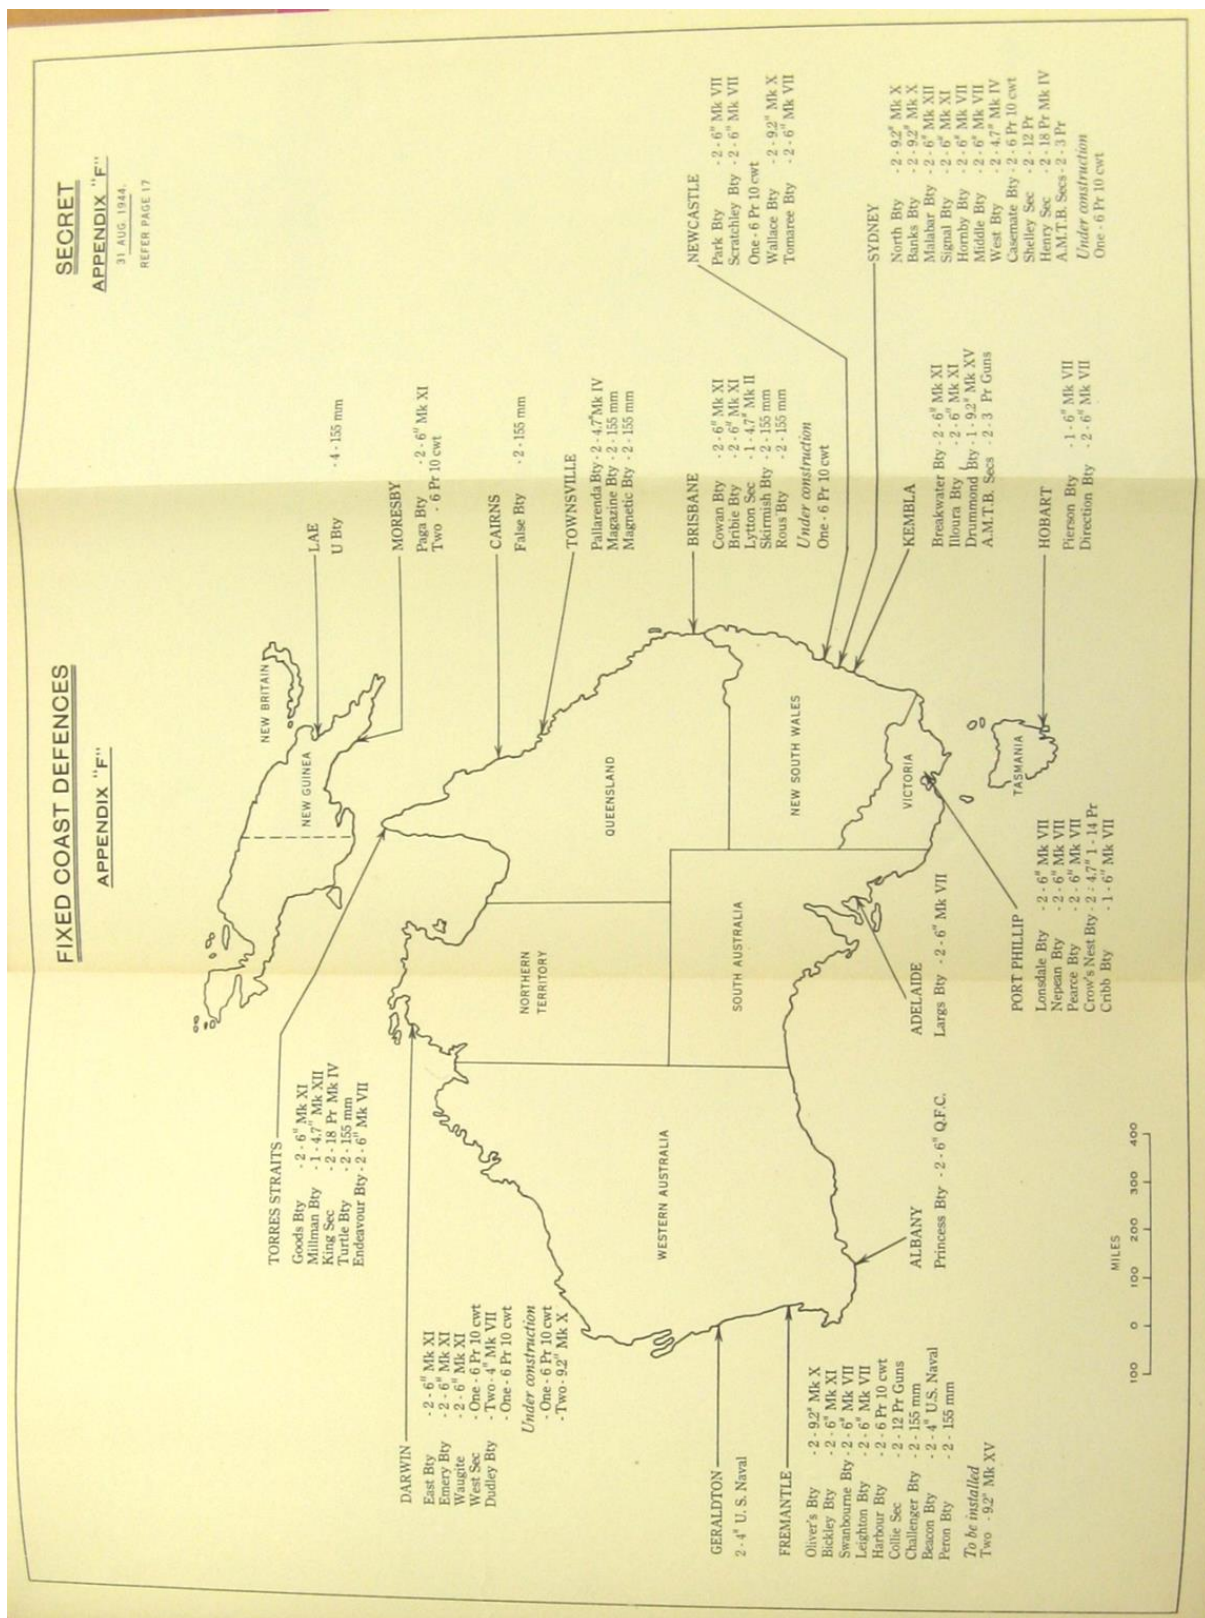 SECRET
APPENDIX "F"
31 AUG. 1944.
REFER PAGE 17
FIXED COAST DEFENCES
APPENDIX "F"
NEW BRITAIN
NEW GUINEA
LAE
U Bty - 4 - 155 mm
MORESBY
Paga Bty - 2 - 6" Mk XI
Two - 6 Pr 10 cwt
CAIRNS
False Bty - 2 - 155 mm
TOWNSVILLE
Pallarenda Bty - 2 - 4.7" Mk IV
Magazine Bty - 2 - 155 mm
Magnetic Bty - 2 - 155 mm
BRISBANE
Cowan Bty - 2 - 6" Mk XI
Bribie Bty - 2 - 6" Mk XI
Lytton Sec - 1 - 4.7" Mk II
Skirmish Bty - 2 - 155 mm
Rous Bty - 2 - 155 mm
Under construction
One - 6 Pr 10 cwt
NEWCASTLE
Park Bty - 2 - 6" Mk VII
Scratchley Bty - 2 - 6" Mk VII
One - 6 Pr 10 cwt
Wallace Bty - 2 - 9.2" Mk X
Tomaree Bty - 2 - 6" Mk VII
SYDNEY
North Bty - 2 - 9.2" Mk X
Banks Bty - 2 - 9.2" Mk X
Malabar Bty - 2 - 6" Mk XII
Signal Bty - 2 - 6" Mk XI
Hornby Bty - 2 - 6" Mk VII
Middle Bty - 2 - 6" Mk VII
West Bty - 2 - 4.7" Mk IV
Casemate Bty - 2 - 6 Pr 10 cwt
Shelley Sec - 2 - 12 Pr
Henry Sec - 2 - 18 Pr Mk IV
A.M.T.B. Secs - 2 - 3 Pr
Under construction
One - 6 Pr 10 cwt
KEMBLA
Breakwater Bty - 2 - 6" Mk XI
Illoura Bty - 2 - 6" Mk XI
Drummond Bty - 1 - 9.2" Mk XV
A.M.T.B. Secs - 2 - 3 Pr Guns
HOBART
Pierson Bty - 1 - 6" Mk VII
Direction Bty - 2 - 6" Mk VII
TORRES STRAITS
Goods Bty - 2 - 6" Mk XI
Millman Bty - 1 - 4.7" Mk XII
King Sec - 2 - 18 Pr Mk IV
Turtle Bty - 2 - 155 mm
Endeavour Bty - 2 - 6" Mk VII
DARWIN
East Bty - 2 - 6" Mk XI
Emery Bty - 2 - 6" Mk XI
Waugite - 2 - 6" Mk XI
West Sec - One - 6 Pr 10 cwt
Dudley Bty - Two - 4" Mk VII
- One - 6 Pr 10 cwt
Under construction
- One - 6 Pr 10 cwt
- Two - 9.2" Mk X
NORTHERN
TERRITORY
QUEENSLAND
WESTERN AUSTRALIA
SOUTH AUSTRALIA
NEW SOUTH WALES
VICTORIA
TASMANIA
GERALDTON
2 - 4" U. S. Naval
FREMANTLE
Oliver's Bty - 2 - 9.2" Mk X
Bickley Bty - 2 - 6" Mk XI
Swanbourne Bty - 2 - 6" Mk VII
Leighton Bty - 2 - 6" Mk VII
Harbour Bty - 2 - 6 Pr 10 cwt
Collie Sec - 2 - 12 Pr Guns
Challenger Bty - 2 - 155 mm
Beacon Bty - 2 - 4" U.S. Naval
Peron Bty - 2 - 155 mm
To be installed
Two - 9.2" Mk XV
ALBANY
Princess Bty - 2 - 6" Q.F.C.
ADELAIDE
Largs Bty - 2 - 6" Mk VII
PORT PHILLIP
Lonsdale Bty - 2 - 6" Mk VII
Nepean Bty - 2 - 6" Mk VII
Pearce Bty - 2 - 6" Mk VII
Crow's Nest Bty - 2 - 4.7" 1 - 14 Pr
Cribb Bty - 1 - 6" Mk VII
MILES
100 0 100 200 300 400